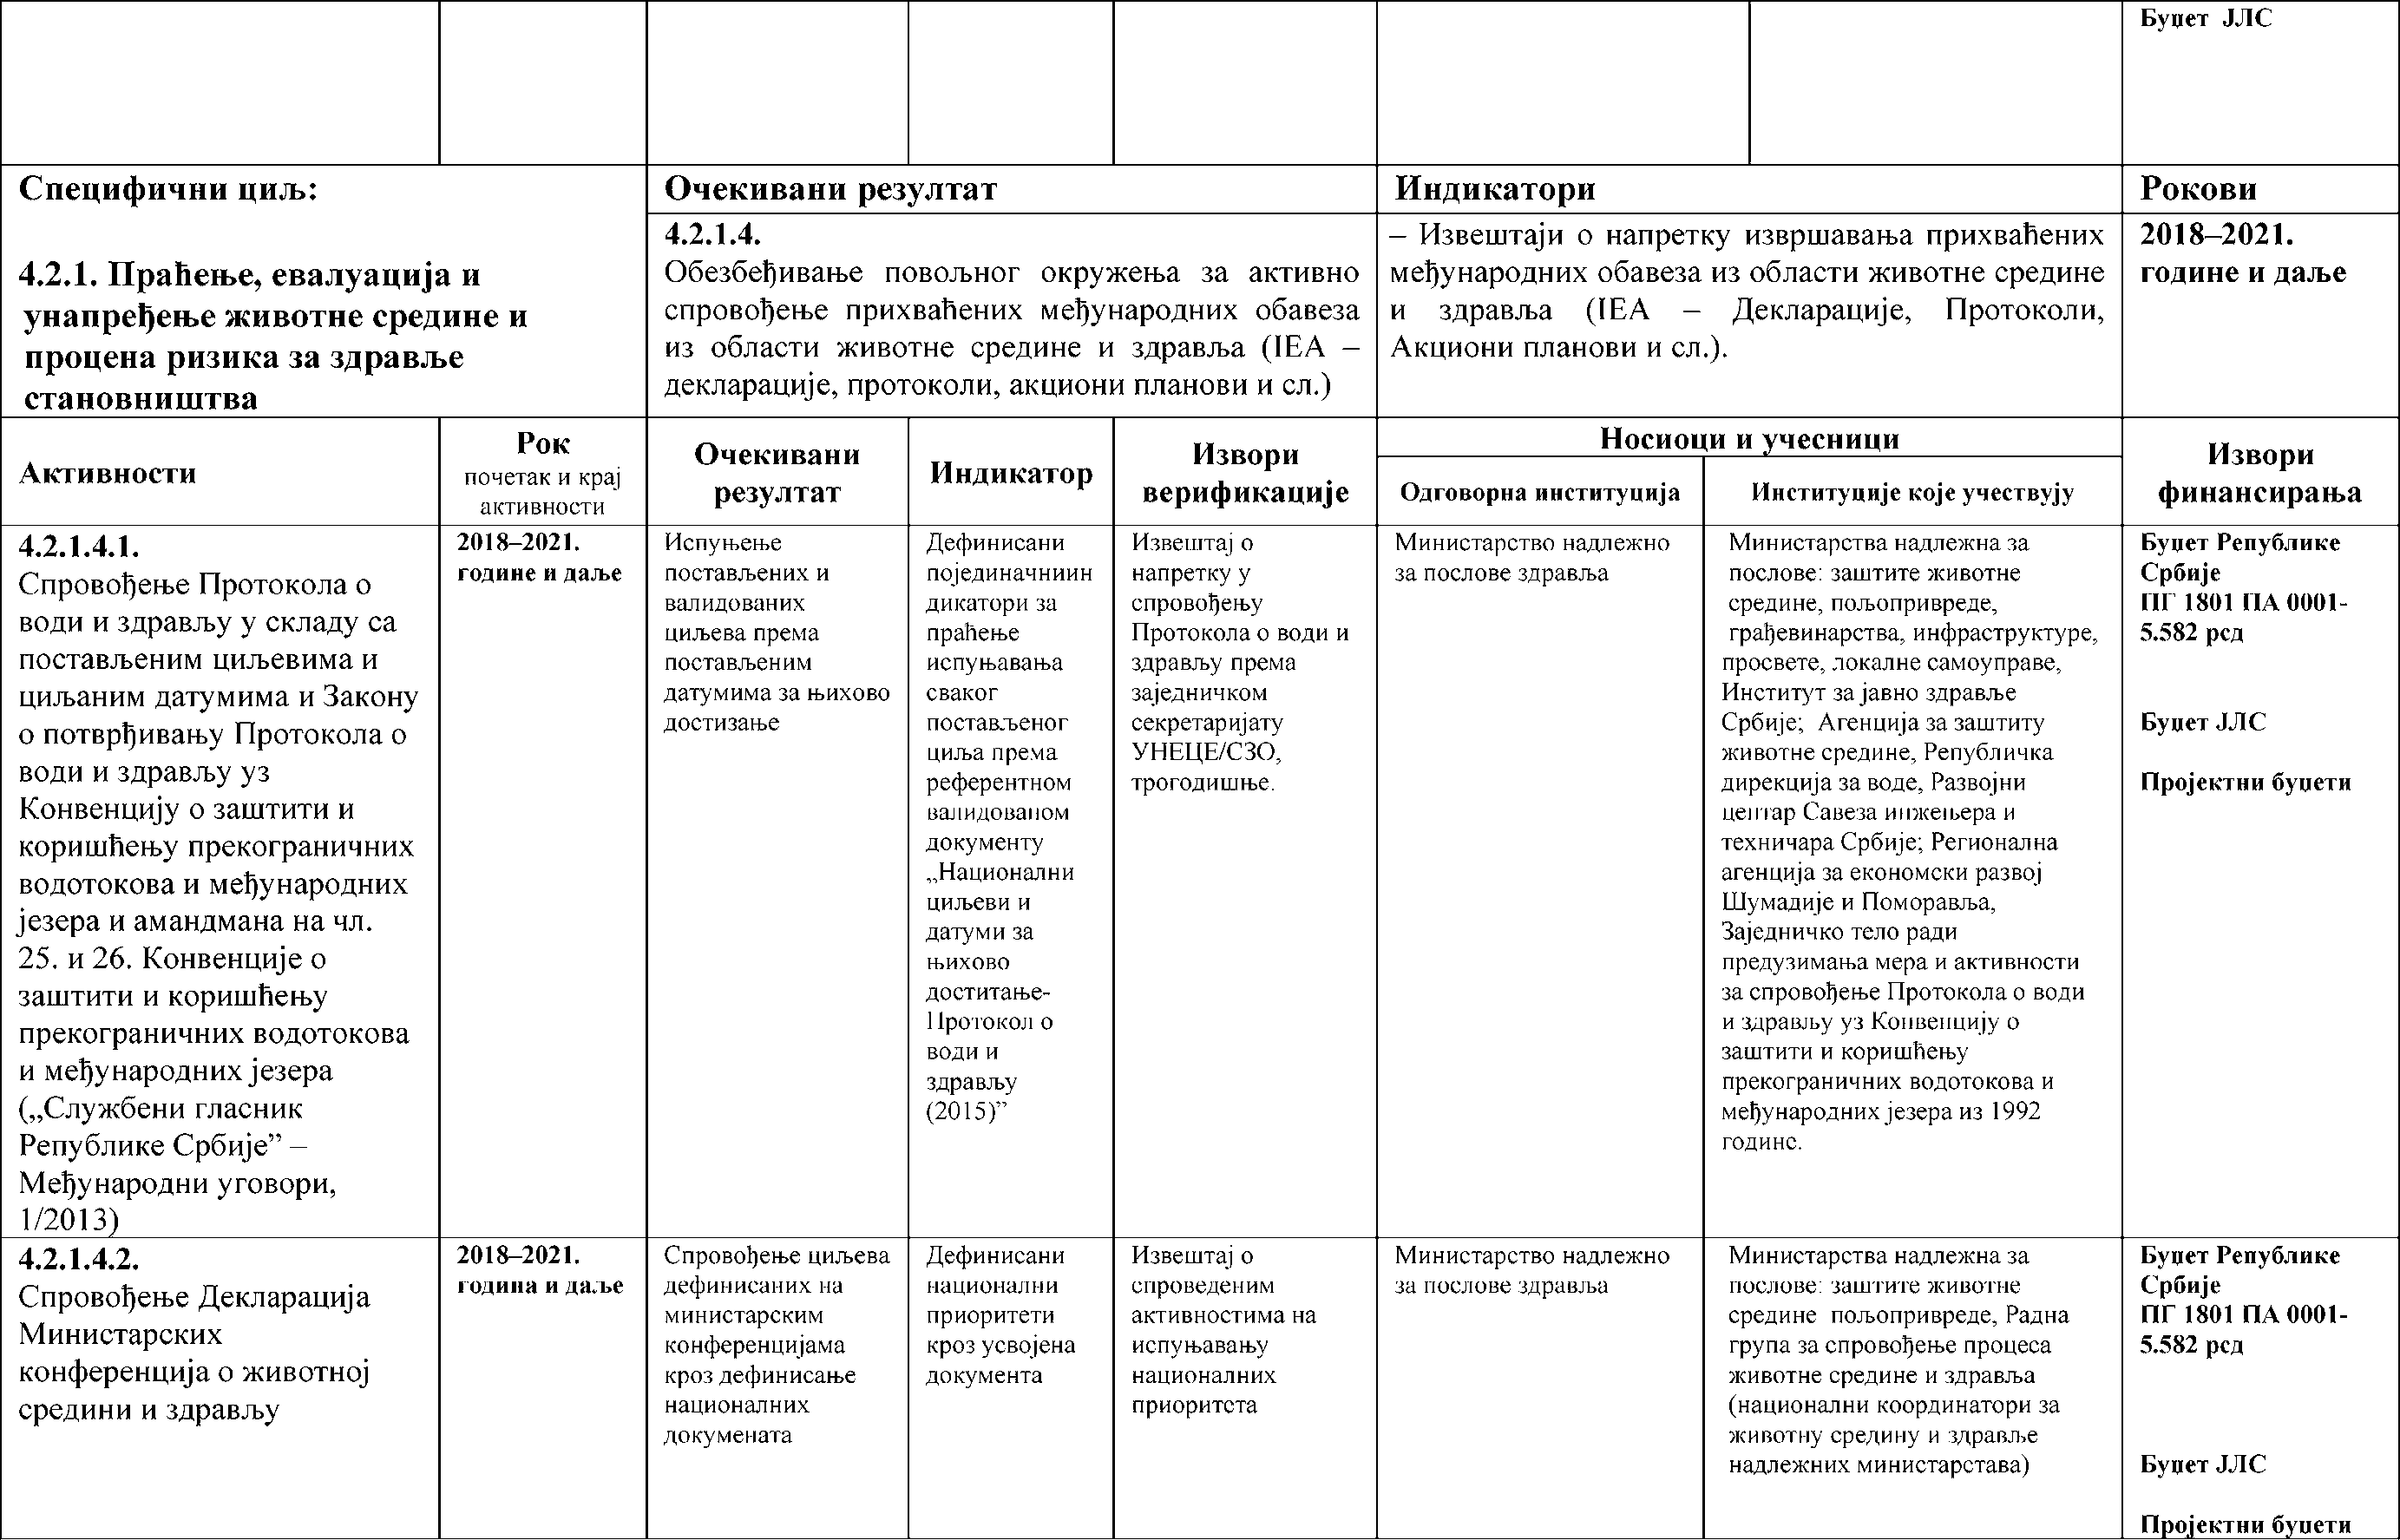 Буџет ЈЛС
Специфични циљ:
4.2.1. Праћење, евалуација и
унапређење животне средине и
процена ризика за здравље
становништва
Очекивани резултат
4.2.1.4.
Обезбеђивање повољног окружења за активно
спровођење прихваћених међународних обавеза
из области животне средине и здравља (IEA –
декларације, протоколи, акциони планови и сл.)
Индикатори
– Извештаји о напретку извршавања прихваћених
међународних обавеза из области животне средине
и здравља (IEA – Декларације, Протоколи,
Акциони планови и сл.).
Рокови
2018–2021.
године и даље
Активности
Рок
почетак и крај
активности
Очекивани
резултат
Индикатор
Извори
верификације
Носиоци и учесници
Одговорна институција
Институције које учествују
Извори
финансирања
4.2.1.4.1.
Спровођење Протокола о
води и здрављу у складу са
постављеним циљевима и
циљаним датумима и Закону
о потврђивању Протокола о
води и здрављу уз
Конвенцију о заштити и
коришћењу прекограничних
водотокова и међународних
језера и амандмана на чл.
25. и 26. Конвенције о
заштити и коришћењу
прекограничних водотокова
и међународних језера
(„Службени гласник
Републике Србије” –
Међународни уговори,
1/2013)
2018–2021.
године и даље
Испуњење
постављених и
валидованих
циљева према
постављеним
датумима за њихово
достизање
Дефинисани
појединачниин
дикатори за
праћење
испуњавања
сваког
постављеног
циља према
референтном
валидованом
документу
„Национални
циљеви и
датуми за
њихово
доститање-
Протокол о
води и
здрављу
(2015)”
Извештај о
напретку у
спровођењу
Протокола о води и
здрављу према
заједничком
секретаријату
УНЕЦЕ/СЗО,
трогодишње.
Министарство надлежно
за послове здравља
Министарства надлежна за
послове: заштите животне
средине, пољопривреде,
грађевинарства, инфраструктуре,
просвете, локалне самоуправе,
Институт за јавно здравље
Србије; Агенција за заштиту
животне средине, Републичка
дирекција за воде, Развојни
центар Савеза инжењера и
техничара Србије; Регионална
агенција за економски развој
Шумадије и Поморавља,
Заједничко тело ради
предузимања мера и активности
за спровођење Протокола о води
и здрављу уз Конвенцију о
заштити и коришћењу
прекограничних водотокова и
међународних језера из 1992
године.
Буџет Републике
Србије
ПГ 1801 ПА 0001-
5.582 рсд
Буџет ЈЛС
Пројектни буџети
4.2.1.4.2.
Спровођење Декларација
Министарских
конференција о животној
средини и здрављу
2018–2021.
година и даље
Спровођење циљева
дефинисаних на
министарским
конференцијама
кроз дефинисање
националних
докумената
Дефинисани
национални
приоритети
кроз усвојена
документа
Извештај о
спроведеним
активностима на
испуњавању
националних
приоритета
Министарство надлежно
за послове здравља
Министарства надлежна за
послове: заштите животне
средине пољопривреде, Радна
група за спровођење процеса
животне средине и здравља
(национални координатори за
животну средину и здравље
надлежних министарстава)
Буџет Републике
Србије
ПГ 1801 ПА 0001-
5.582 рсд
Буџет ЈЛС
Пројектни буџети